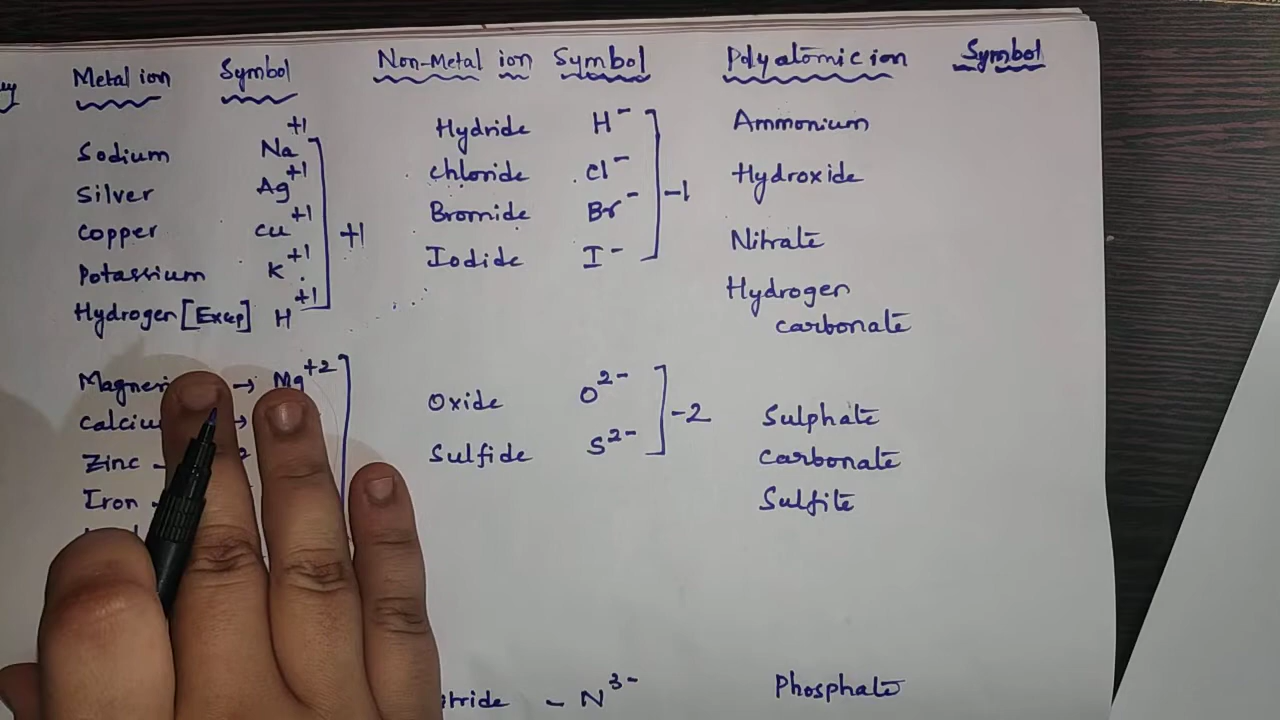 Metal ion Symbol Non-Metal ion Symbol Polyatomic ion Symbol
Sodium Na+1 Hydride H- Ammonium
Silver Ag+1 +1 chloride Cl- -1 Hydroxide
Copper Cu+1 Bromide Br- Nitrate
Potassium K+1 Iodide I- Hydrogen
Hydrogen [Excep] H+1 carbonate
→ Mg+2 Oxide O2- -2 Sulphate
→ Sulfide S2- carbonate
Zinc Sulfite
Iron
- N3- Phosphate